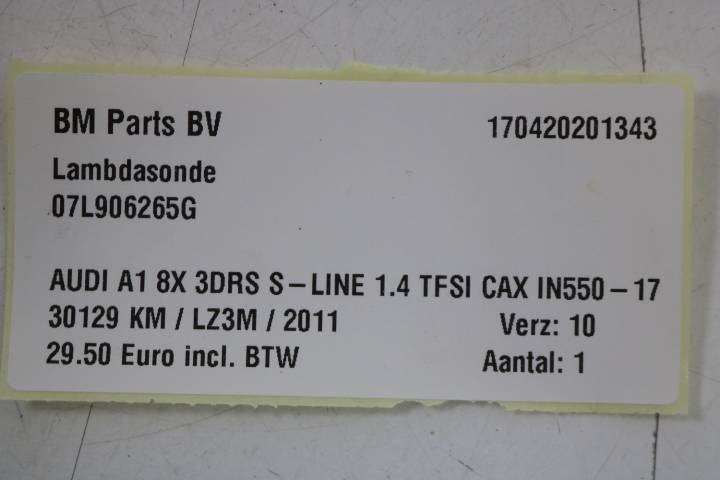 BM Parts BV 170420201343
Lambdasonde
07L906265G
AUDI A1 8X 3DRS S-LINE 1.4 TFSI CAX IN550-17
30129 KM / LZ3M / 2011 Verz: 10
29.50 Euro incl. BTW Aantal: 1